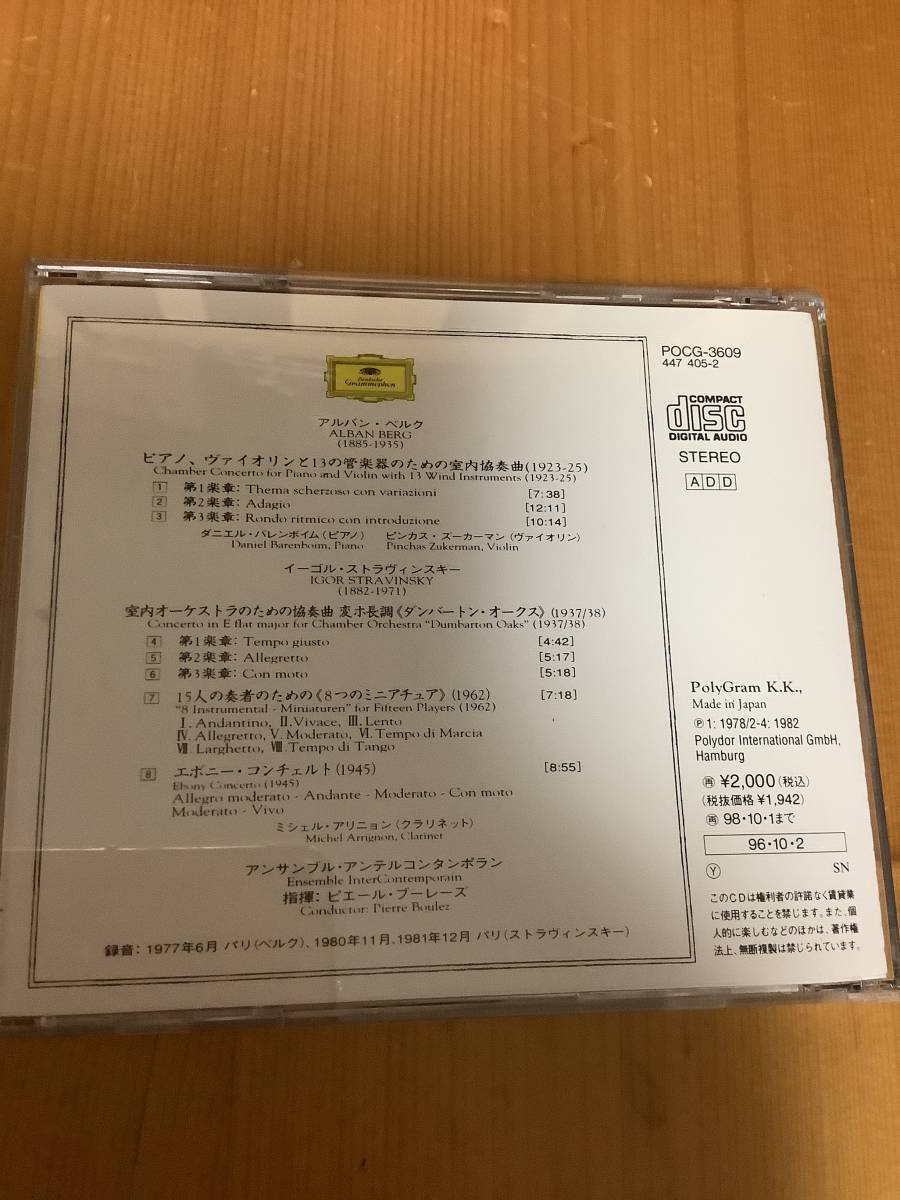 Deutsche
Grammophon
アルバン・ベルク
ALBAN BERG
(1885-1935)
ピアノ、ヴァイオリンと13の管楽器のための室内協奏曲(1923-25)
Chamber Concerto for Piano and Violin with 13 Wind Instruments (1923-25)
1 第1楽章: Thema scherzoso con variazioni [7:38]
2 第2楽章: Adagio [12:11]
3 第3楽章: Rondo ritmico con introduzione [10:14]
ダニエル・バレンボイム(ピアノ) ピンカス・ズーカーマン(ヴァイオリン)
Daniel Barenboim, Piano Pinchas Zukerman, Violin
イーゴル・ストラヴィンスキー
IGOR STRAVINSKY
(1882-1971)
室内オーケストラのための協奏曲 変ホ長調《ダンバートン・オークス》(1937/38)
Concerto in E flat major for Chamber Orchestra "Dumbarton Oaks" (1937/38)
4 第1楽章: Tempo giusto [4:42]
5 第2楽章: Allegretto [5:17]
6 第3楽章: Con moto [5:18]
7 15人の奏者のための《8つのミニアチュア》(1962) [7:18]
"8 Instrumental - Miniaturen" for Fifteen Players (1962)
Ⅰ. Andantino, Ⅱ. Vivace, Ⅲ. Lento
Ⅳ. Allegretto, Ⅴ. Moderato, Ⅵ. Tempo di Marcia
Ⅶ. Larghetto, Ⅷ. Tempo di Tango
8 エボニー・コンチェルト(1945) [8:55]
Ebony Concerto (1945)
Allegro moderato - Andante - Moderato - Con moto
Moderato - Vivo
ミシェル・アリニョン(クラリネット)
Michel Arrignon, Clarinet
アンサンブル・アンテルコンタンポラン
Ensemble InterContemporain
指揮: ピエール・ブーレーズ
Conductor: Pierre Boulez
録音: 1977年6月 パリ(ベルク)、1980年11月、1981年12月 パリ(ストラヴィンスキー)
POCG-3609
447 405-2
COMPACT
disc
DIGITAL AUDIO
STEREO
ADD
PolyGram K.K.,
Made in Japan
℗ 1: 1978/2-4: 1982
Polydor International GmbH,
Hamburg
再 ¥2,000(税込)
(税抜価格 ¥1,942)
再 98・10・1まで
96・10・2
Y SN
このCDは権利者の許諾なく賃貸業
に使用することを禁じます。また、個
人的に楽しむなどのほかは、著作権
法上、無断複製は禁じられています。